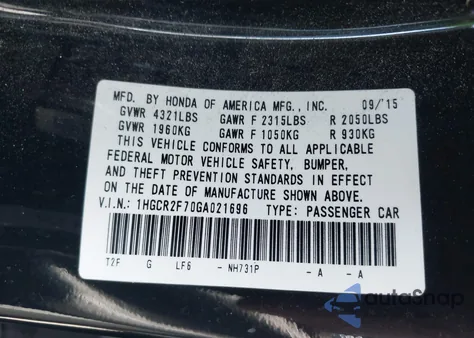 MFD. BY HONDA OF AMERICA MFG., INC. 09/15
GVWR 4321LBS GAWR F 2315LBS R 2050LBS
GVWR 1960KG GAWR F 1050KG R 930KG
THIS VEHICLE CONFORMS TO ALL APPLICABLE
FEDERAL MOTOR VEHICLE SAFETY, BUMPER,
AND THEFT PREVENTION STANDARDS IN EFFECT
ON THE DATE OF MANUFACTURE SHOWN ABOVE.
V.I.N.: 1HGCR2F70GA021696 TYPE: PASSENGER CAR
T2F G LF6 - NH731P - A - A
autoSnap